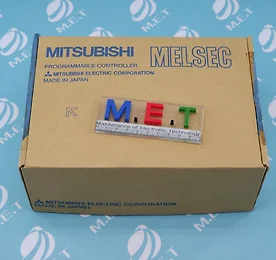 MITSUBISHI MELSEC
PROGRAMMABLE CONTROLLER
MITSUBISHI ELECTRIC CORPORATION
MADE IN JAPAN
M.E.T
Maintenance of Electronic Technology
MITSUBISHI ELECTRIC CORPORATION
M.E.T
M.E.T
M.E.T
M.E.T